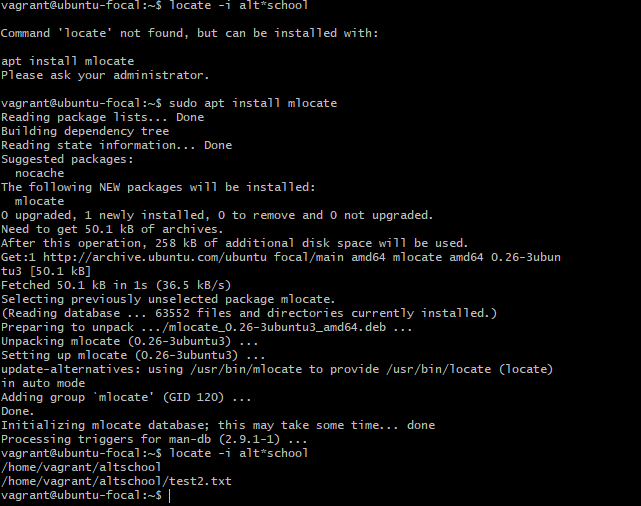 vagrant@ubuntu-focal:~$ locate -i alt*school
Command 'locate' not found, but can be installed with:
apt install mlocate
Please ask your administrator.
vagrant@ubuntu-focal:~$ sudo apt install mlocate
Reading package lists... Done
Building dependency tree
Reading state information... Done
Suggested packages:
  nocache
The following NEW packages will be installed:
  mlocate
0 upgraded, 1 newly installed, 0 to remove and 0 not upgraded.
Need to get 50.1 kB of archives.
After this operation, 258 kB of additional disk space will be used.
Get:1 http://archive.ubuntu.com/ubuntu focal/main amd64 mlocate amd64 0.26-3ubun
tu3 [50.1 kB]
Fetched 50.1 kB in 1s (36.5 kB/s)
Selecting previously unselected package mlocate.
(Reading database ... 63552 files and directories currently installed.)
Preparing to unpack .../mlocate_0.26-3ubuntu3_amd64.deb ...
Unpacking mlocate (0.26-3ubuntu3) ...
Setting up mlocate (0.26-3ubuntu3) ...
update-alternatives: using /usr/bin/mlocate to provide /usr/bin/locate (locate)
in auto mode
Adding group `mlocate' (GID 120) ...
Done.
Initializing mlocate database; this may take some time... done
Processing triggers for man-db (2.9.1-1) ...
vagrant@ubuntu-focal:~$ locate -i alt*school
/home/vagrant/altschool
/home/vagrant/altschool/test2.txt
vagrant@ubuntu-focal:~$